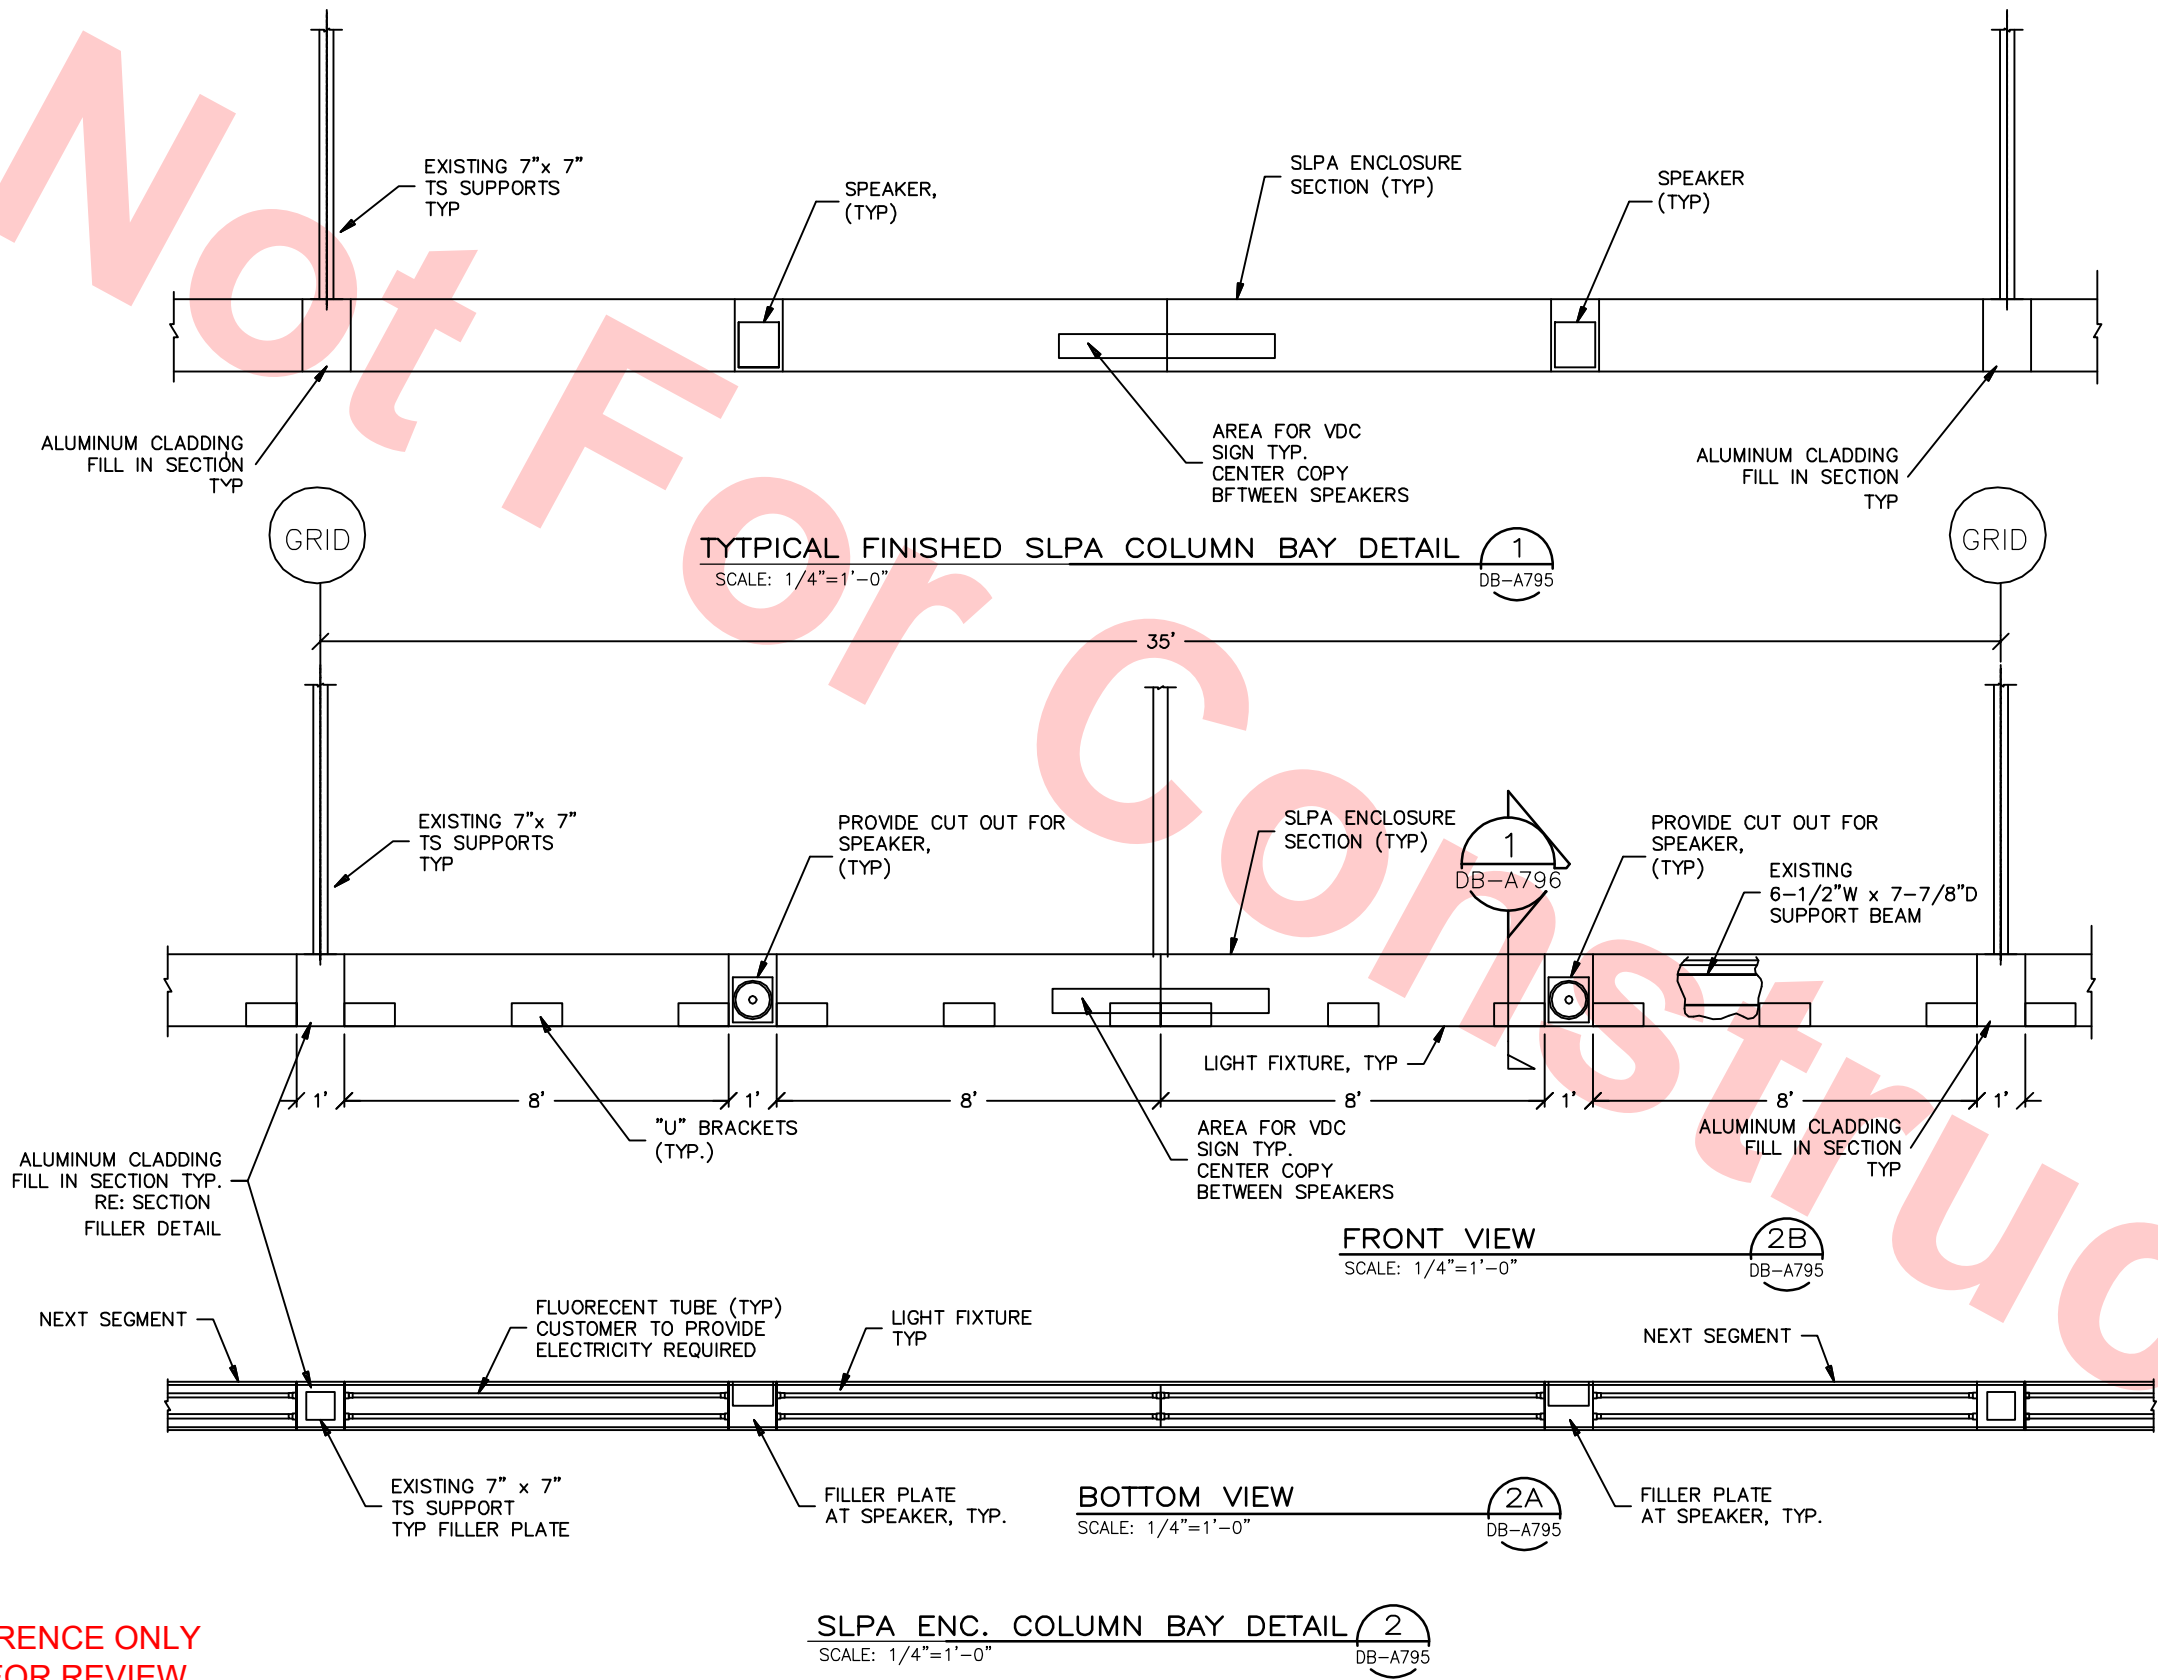 EXISTING 7"x 7"
TS SUPPORTS
TYP
SPEAKER,
(TYP)
SLPA ENCLOSURE
SECTION (TYP)
SPEAKER
(TYP)
ALUMINUM CLADDING
FILL IN SECTION
TYP
AREA FOR VDC
SIGN TYP.
CENTER COPY
BFTWEEN SPEAKERS
ALUMINUM CLADDING
FILL IN SECTION
TYP
GRID
GRID
TYTPICAL FINISHED SLPA COLUMN BAY DETAIL
1
SCALE: 1/4"=1'-0"
DB-A795
35'
EXISTING 7"x 7"
TS SUPPORTS
TYP
PROVIDE CUT OUT FOR
SPEAKER,
(TYP)
SLPA ENCLOSURE
SECTION (TYP)
1
DB-A796
PROVIDE CUT OUT FOR
SPEAKER,
(TYP)
EXISTING
6-1/2"W x 7-7/8"D
SUPPORT BEAM
LIGHT FIXTURE, TYP
1' 8' 1' 8' 8' 1' 8' 1'
"U" BRACKETS
(TYP.)
AREA FOR VDC
SIGN TYP.
CENTER COPY
BETWEEN SPEAKERS
ALUMINUM CLADDING
FILL IN SECTION
TYP
ALUMINUM CLADDING
FILL IN SECTION TYP.
RE: SECTION
FILLER DETAIL
FRONT VIEW
2B
SCALE: 1/4"=1'-0"
DB-A795
NEXT SEGMENT
FLUORECENT TUBE (TYP)
CUSTOMER TO PROVIDE
ELECTRICITY REQUIRED
LIGHT FIXTURE
TYP
NEXT SEGMENT
EXISTING 7" x 7"
TS SUPPORT
TYP FILLER PLATE
FILLER PLATE
AT SPEAKER, TYP.
BOTTOM VIEW
2A
SCALE: 1/4"=1'-0"
DB-A795
FILLER PLATE
AT SPEAKER, TYP.
SLPA ENC. COLUMN BAY DETAIL
2
SCALE: 1/4"=1'-0"
DB-A795
RENCE ONLY
FOR REVIEW
Not For Construc